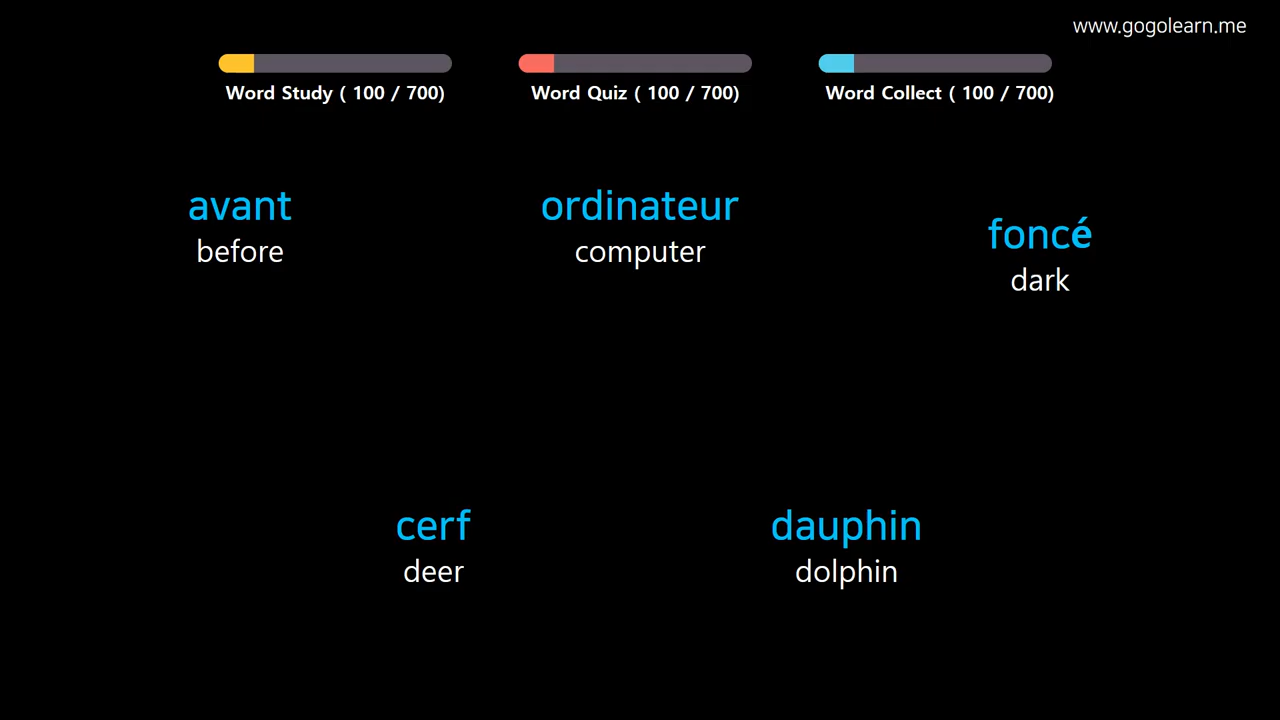 www.gogolearn.me
Word Study ( 100 / 700)
Word Quiz ( 100 / 700)
Word Collect ( 100 / 700)
avant
before
ordinateur
computer
foncé
dark
cerf
deer
dauphin
dolphin